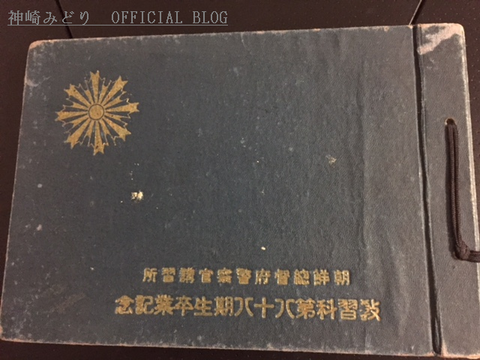 神崎みどり　OFFICIAL BLOG
朝鮮總督府警察官講習所
敎習科第八十八期生卒業記念